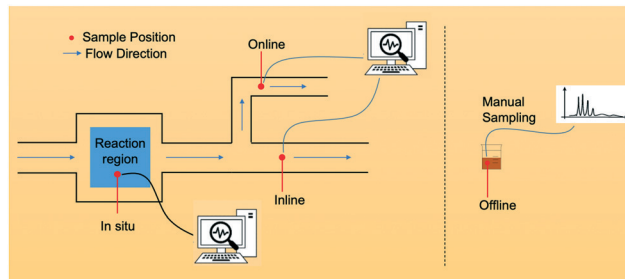 Sample Position
Flow Direction
Online
Reaction
region
In situ
Inline
Manual
Sampling
Offline